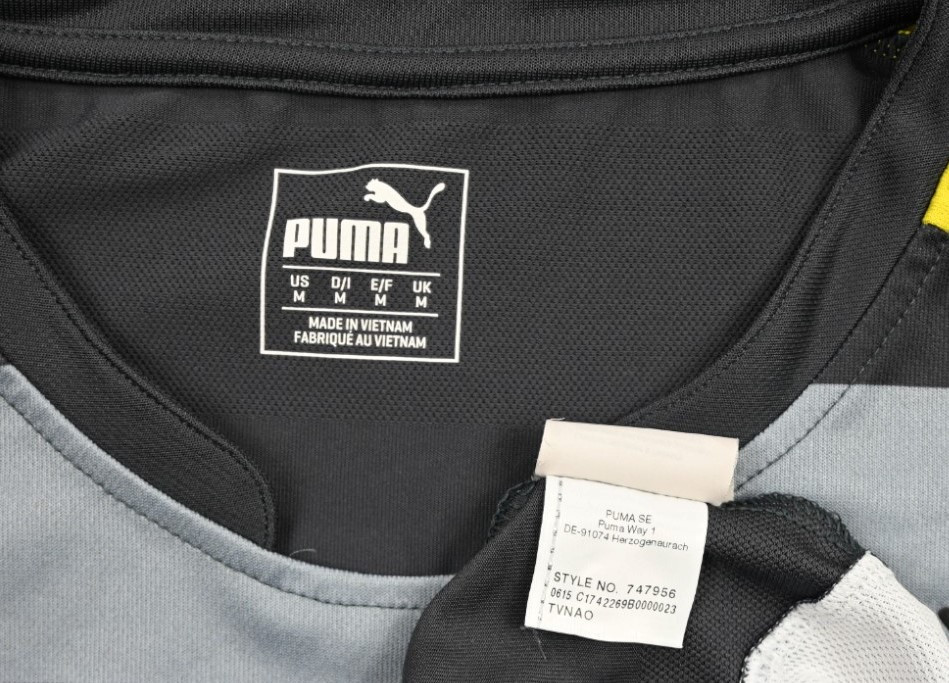 PUMA
US D/I E/F UK
M M M M
MADE IN VIETNAM
FABRIQUÉ AU VIETNAM
PUMA SE
Puma Way 1
DE-91074 Herzogenaurach
STYLE NO. 747956
0615 C1742269B0000023
TVNAO